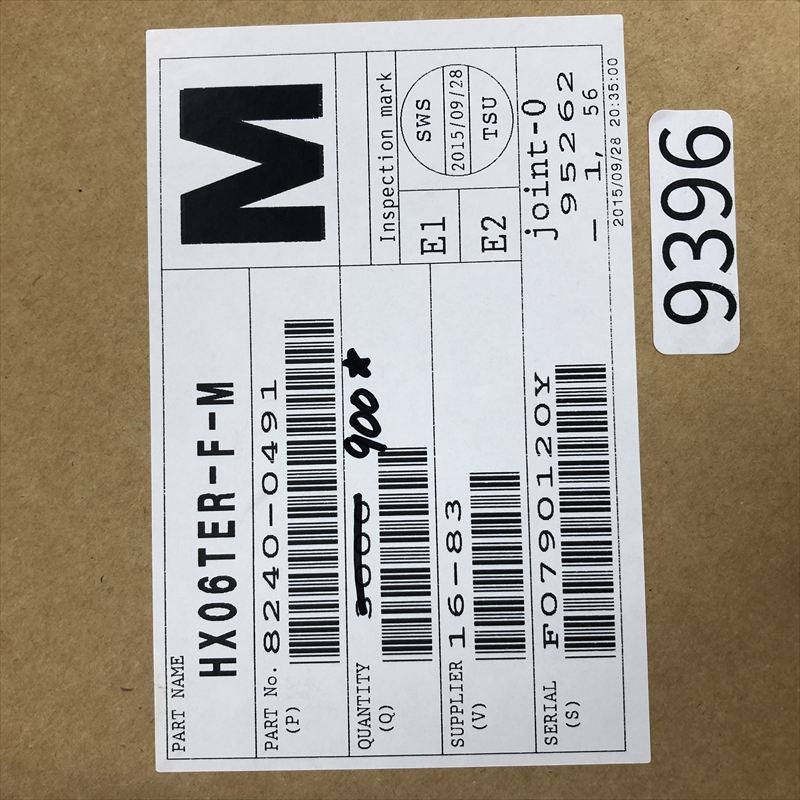 PART NAME
HX06TER-F-M
M
PART No.
(P)
8240-0491
QUANTITY
(Q)
900★
SUPPLIER
(V)
16-83
SERIAL
(S)
F0790120Y
Inspection mark
E1
E2
SWS
2015/09/28
TSU
joint-0
95262
- 1, 56
2015/09/28 20:35:00
9396